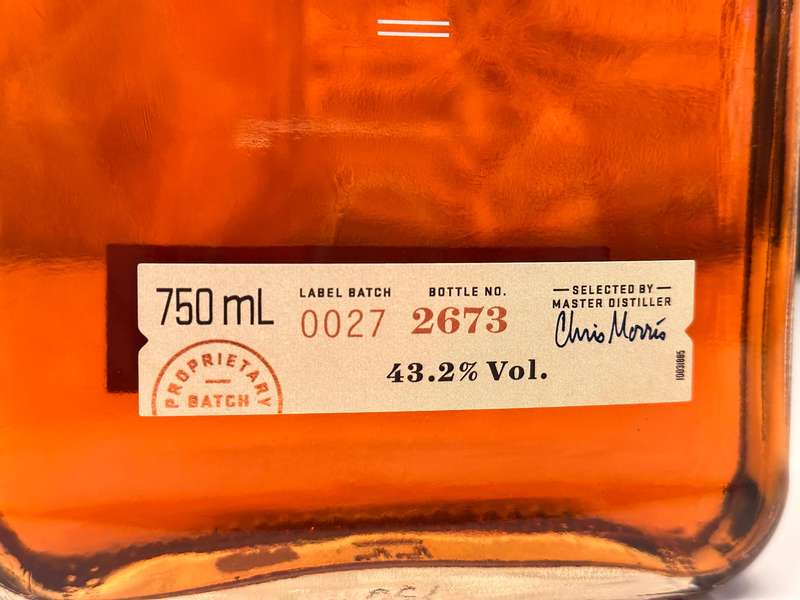 750 mL
LABEL BATCH
0027
BOTTLE NO.
2673
43.2% Vol.
SELECTED BY
MASTER DISTILLER
Chris Morris
PROPRIETARY
BATCH